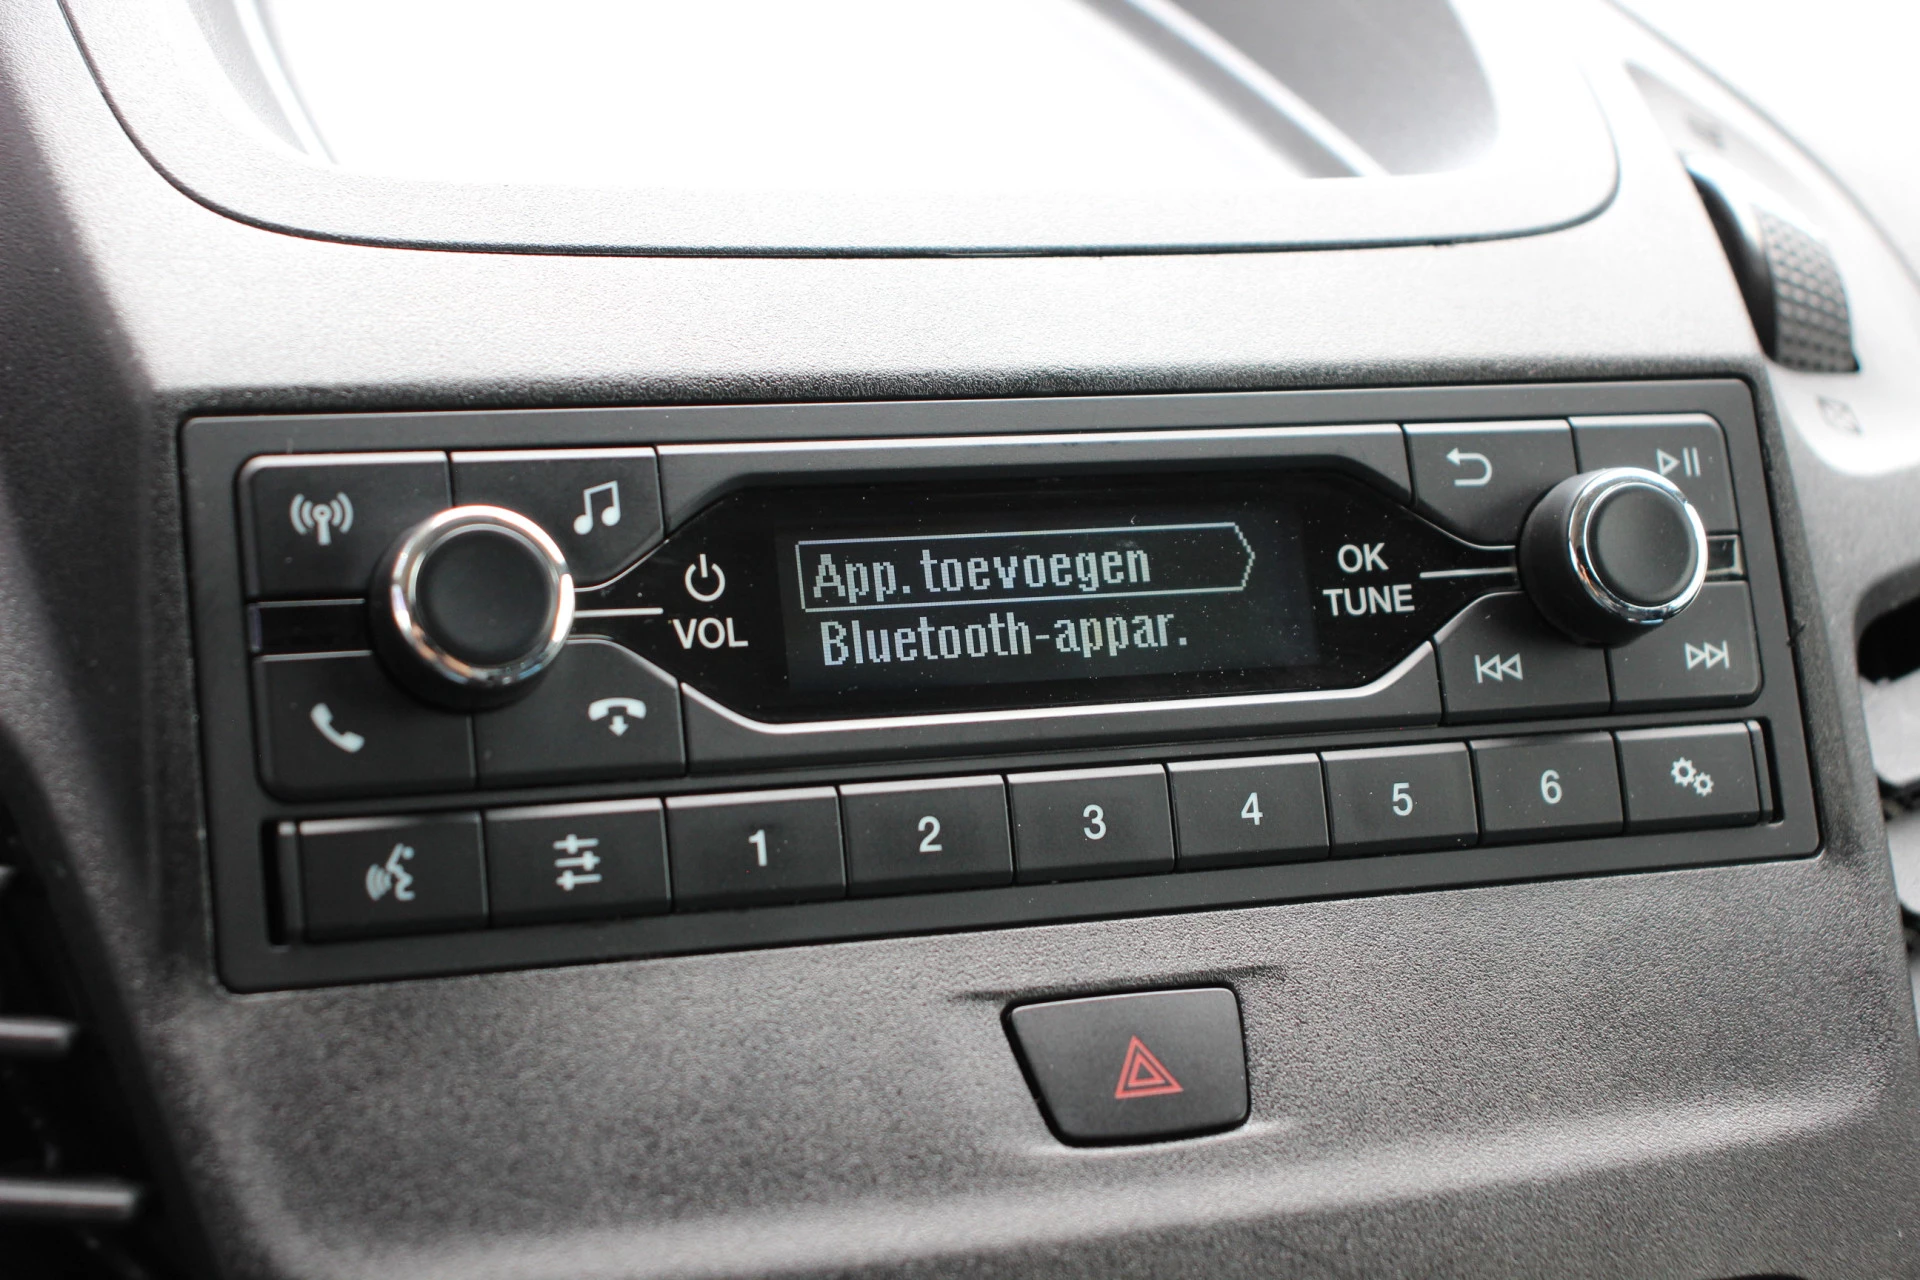 App. toevoegen
Bluetooth-appar.
VOL
OK
TUNE
1 2 3 4 5 6